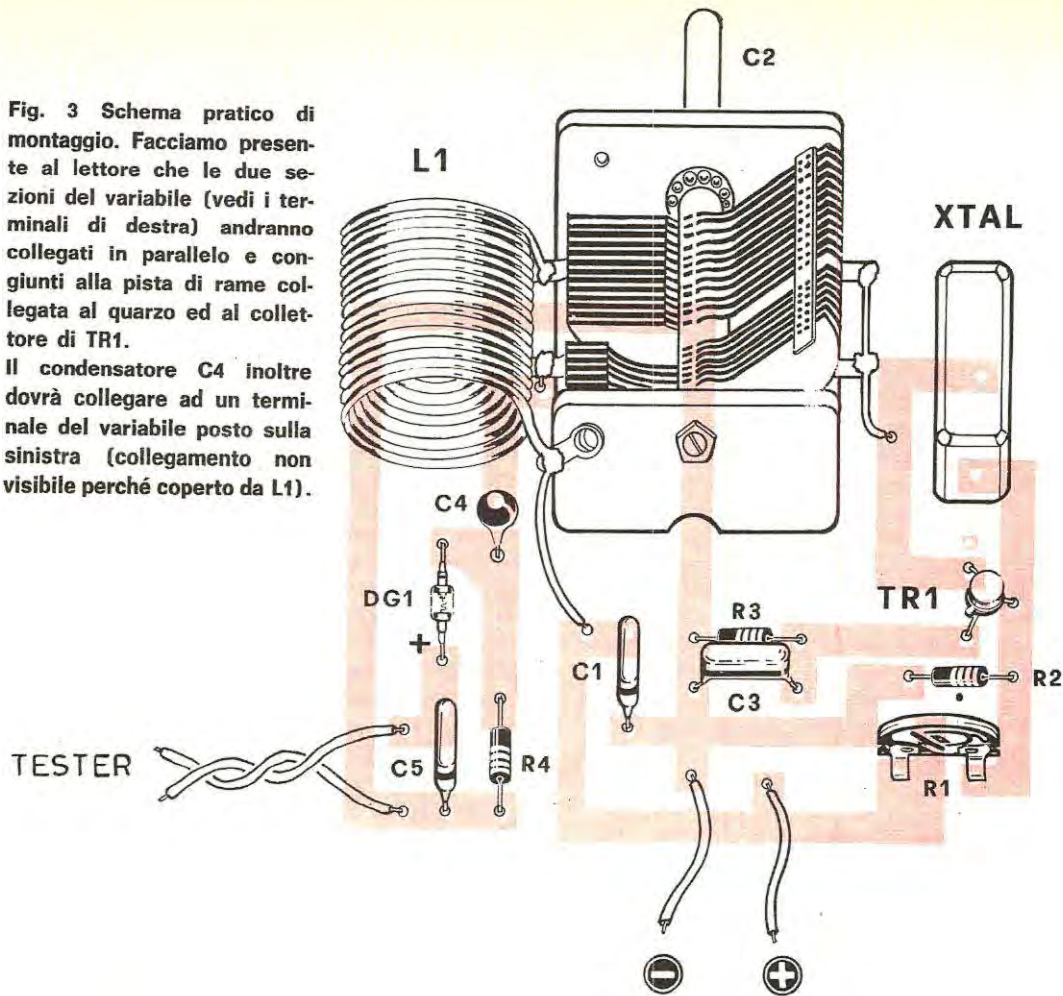 Fig. 3 Schema pratico di
montaggio. Facciamo presen-
te al lettore che le due se-
zioni del variabile (vedi i ter-
minali di destra) andranno
collegati in parallelo e con-
giunti alla pista di rame col-
legata al quarzo ed al collet-
tore di TR1.
Il condensatore C4 inoltre
dovrà collegare ad un termi-
nale del variabile posto sulla
sinistra (collegamento non
visibile perché coperto da L1).
C2
L1
XTAL
C4
DG1
+
TR1
R3
C1
C3
R2
TESTER
C5
R4
R1
− +